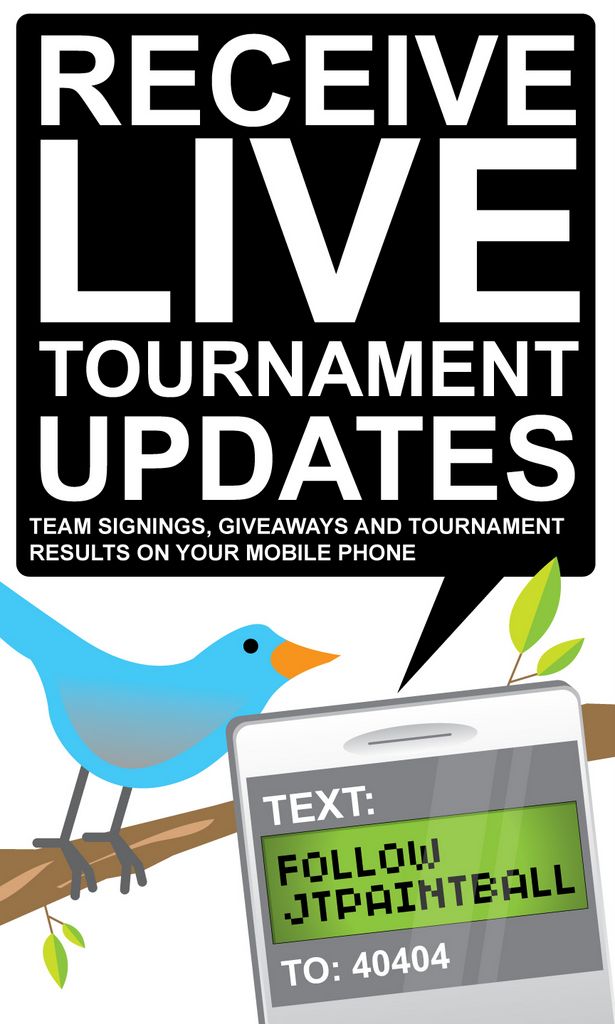 RECEIVE
LIVE
TOURNAMENT
UPDATES
TEAM SIGNINGS, GIVEAWAYS AND TOURNAMENT
RESULTS ON YOUR MOBILE PHONE
TEXT:
FOLLOW
JTPAINTBALL
TO: 40404